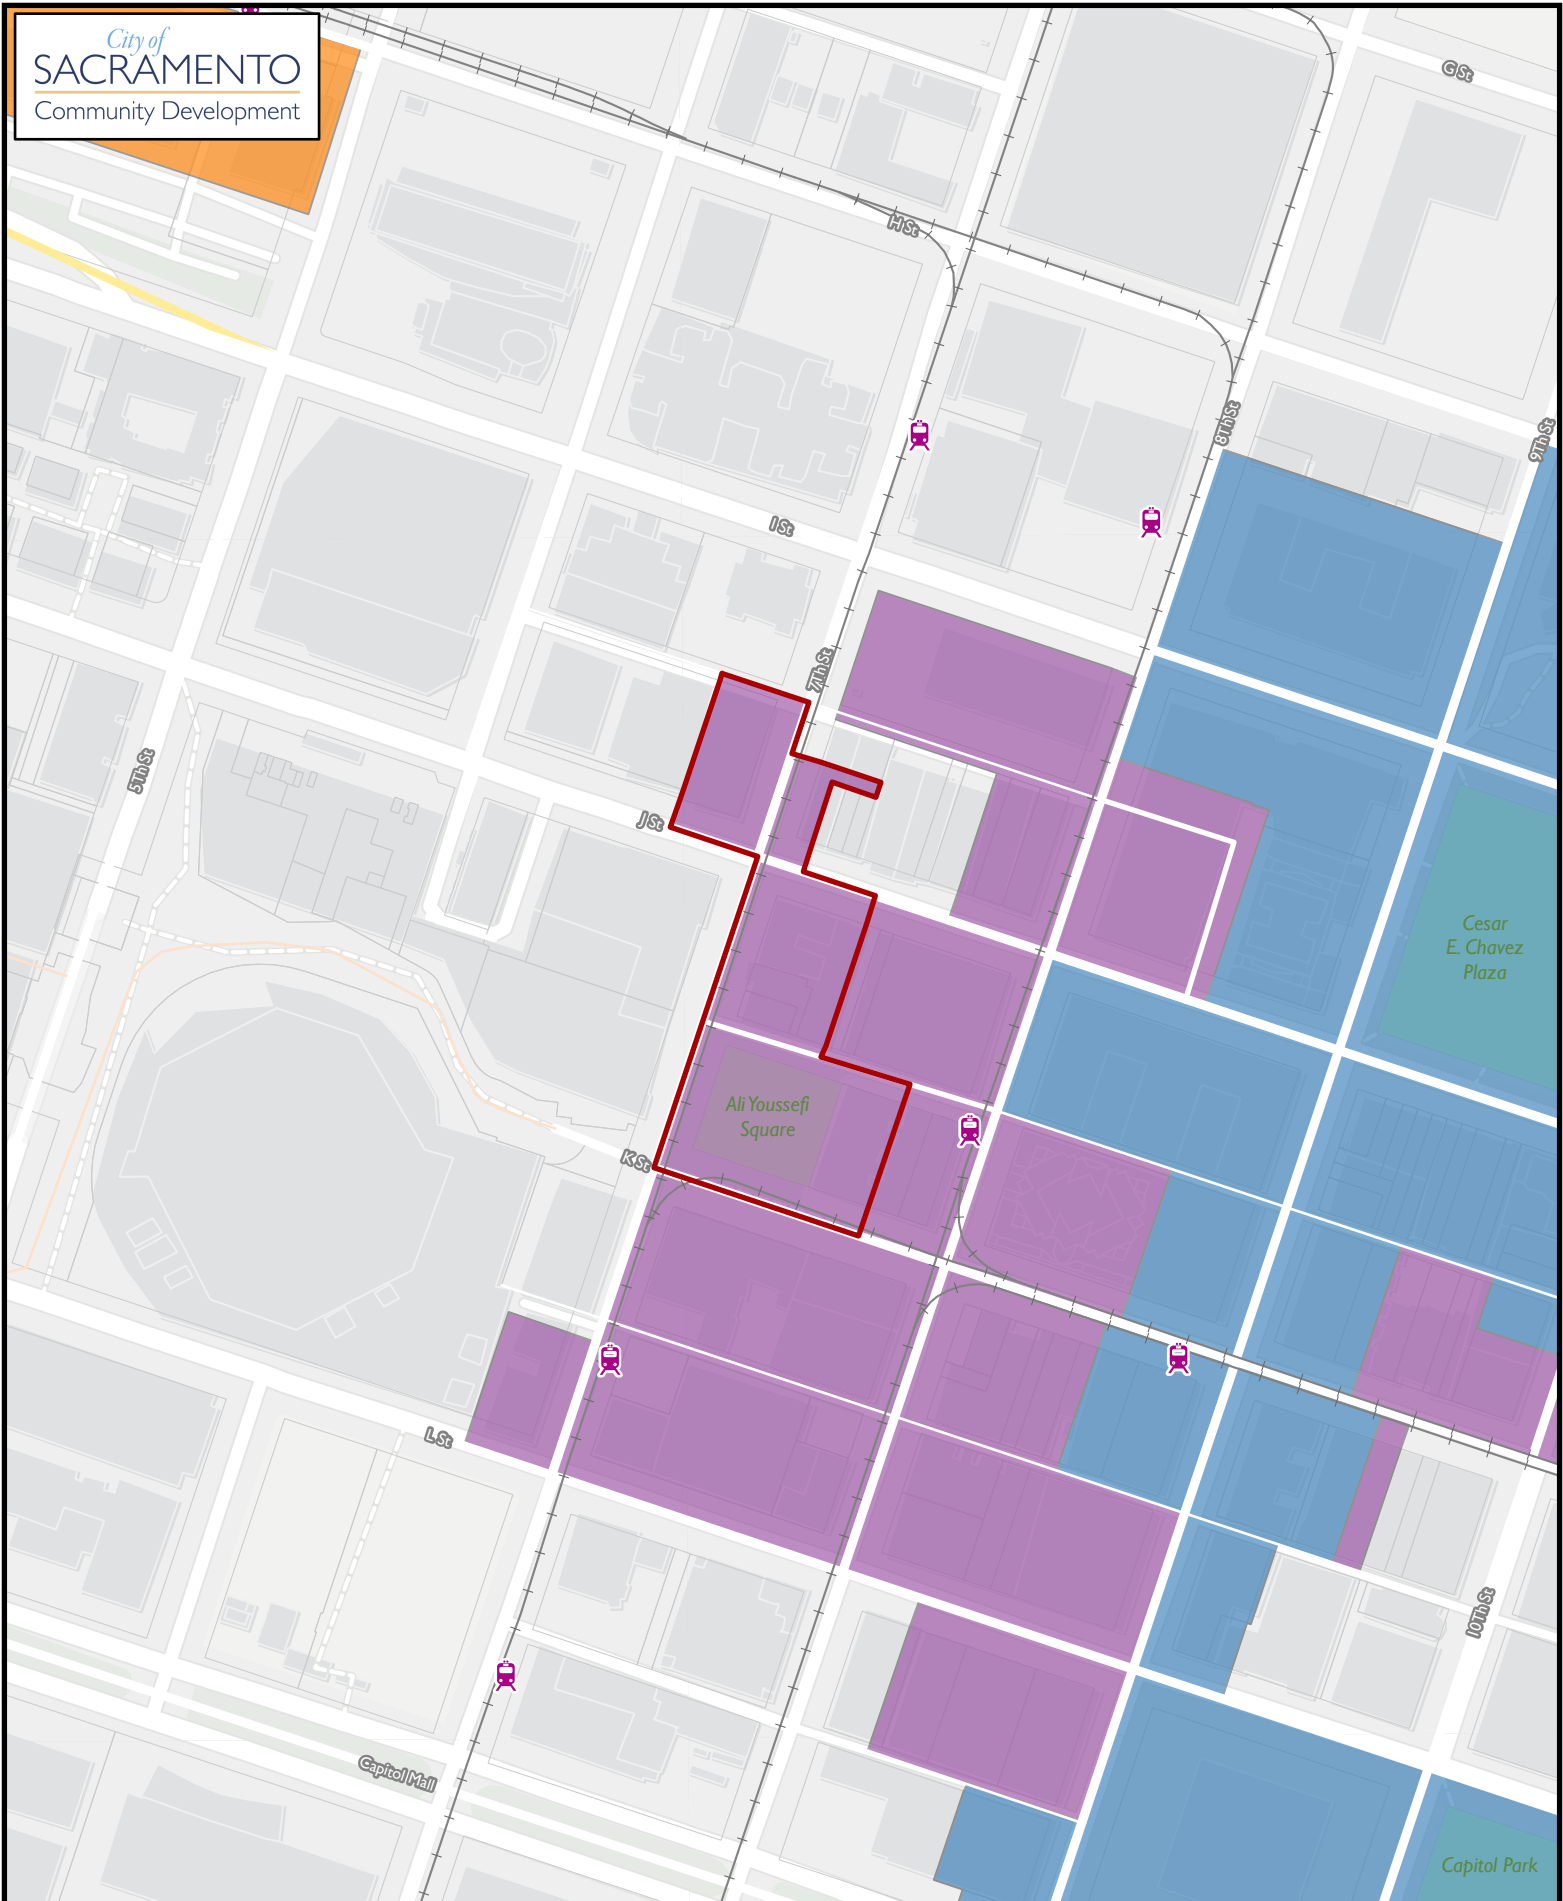 City of
SACRAMENTO
Community Development
G St
H St
8Th St
9Th St
I St
7Th St
5Th St
J St
Cesar
E. Chavez
Plaza
Ali Youssefi
Square
K St
L St
10Th St
Capitol Mall
Capitol Park